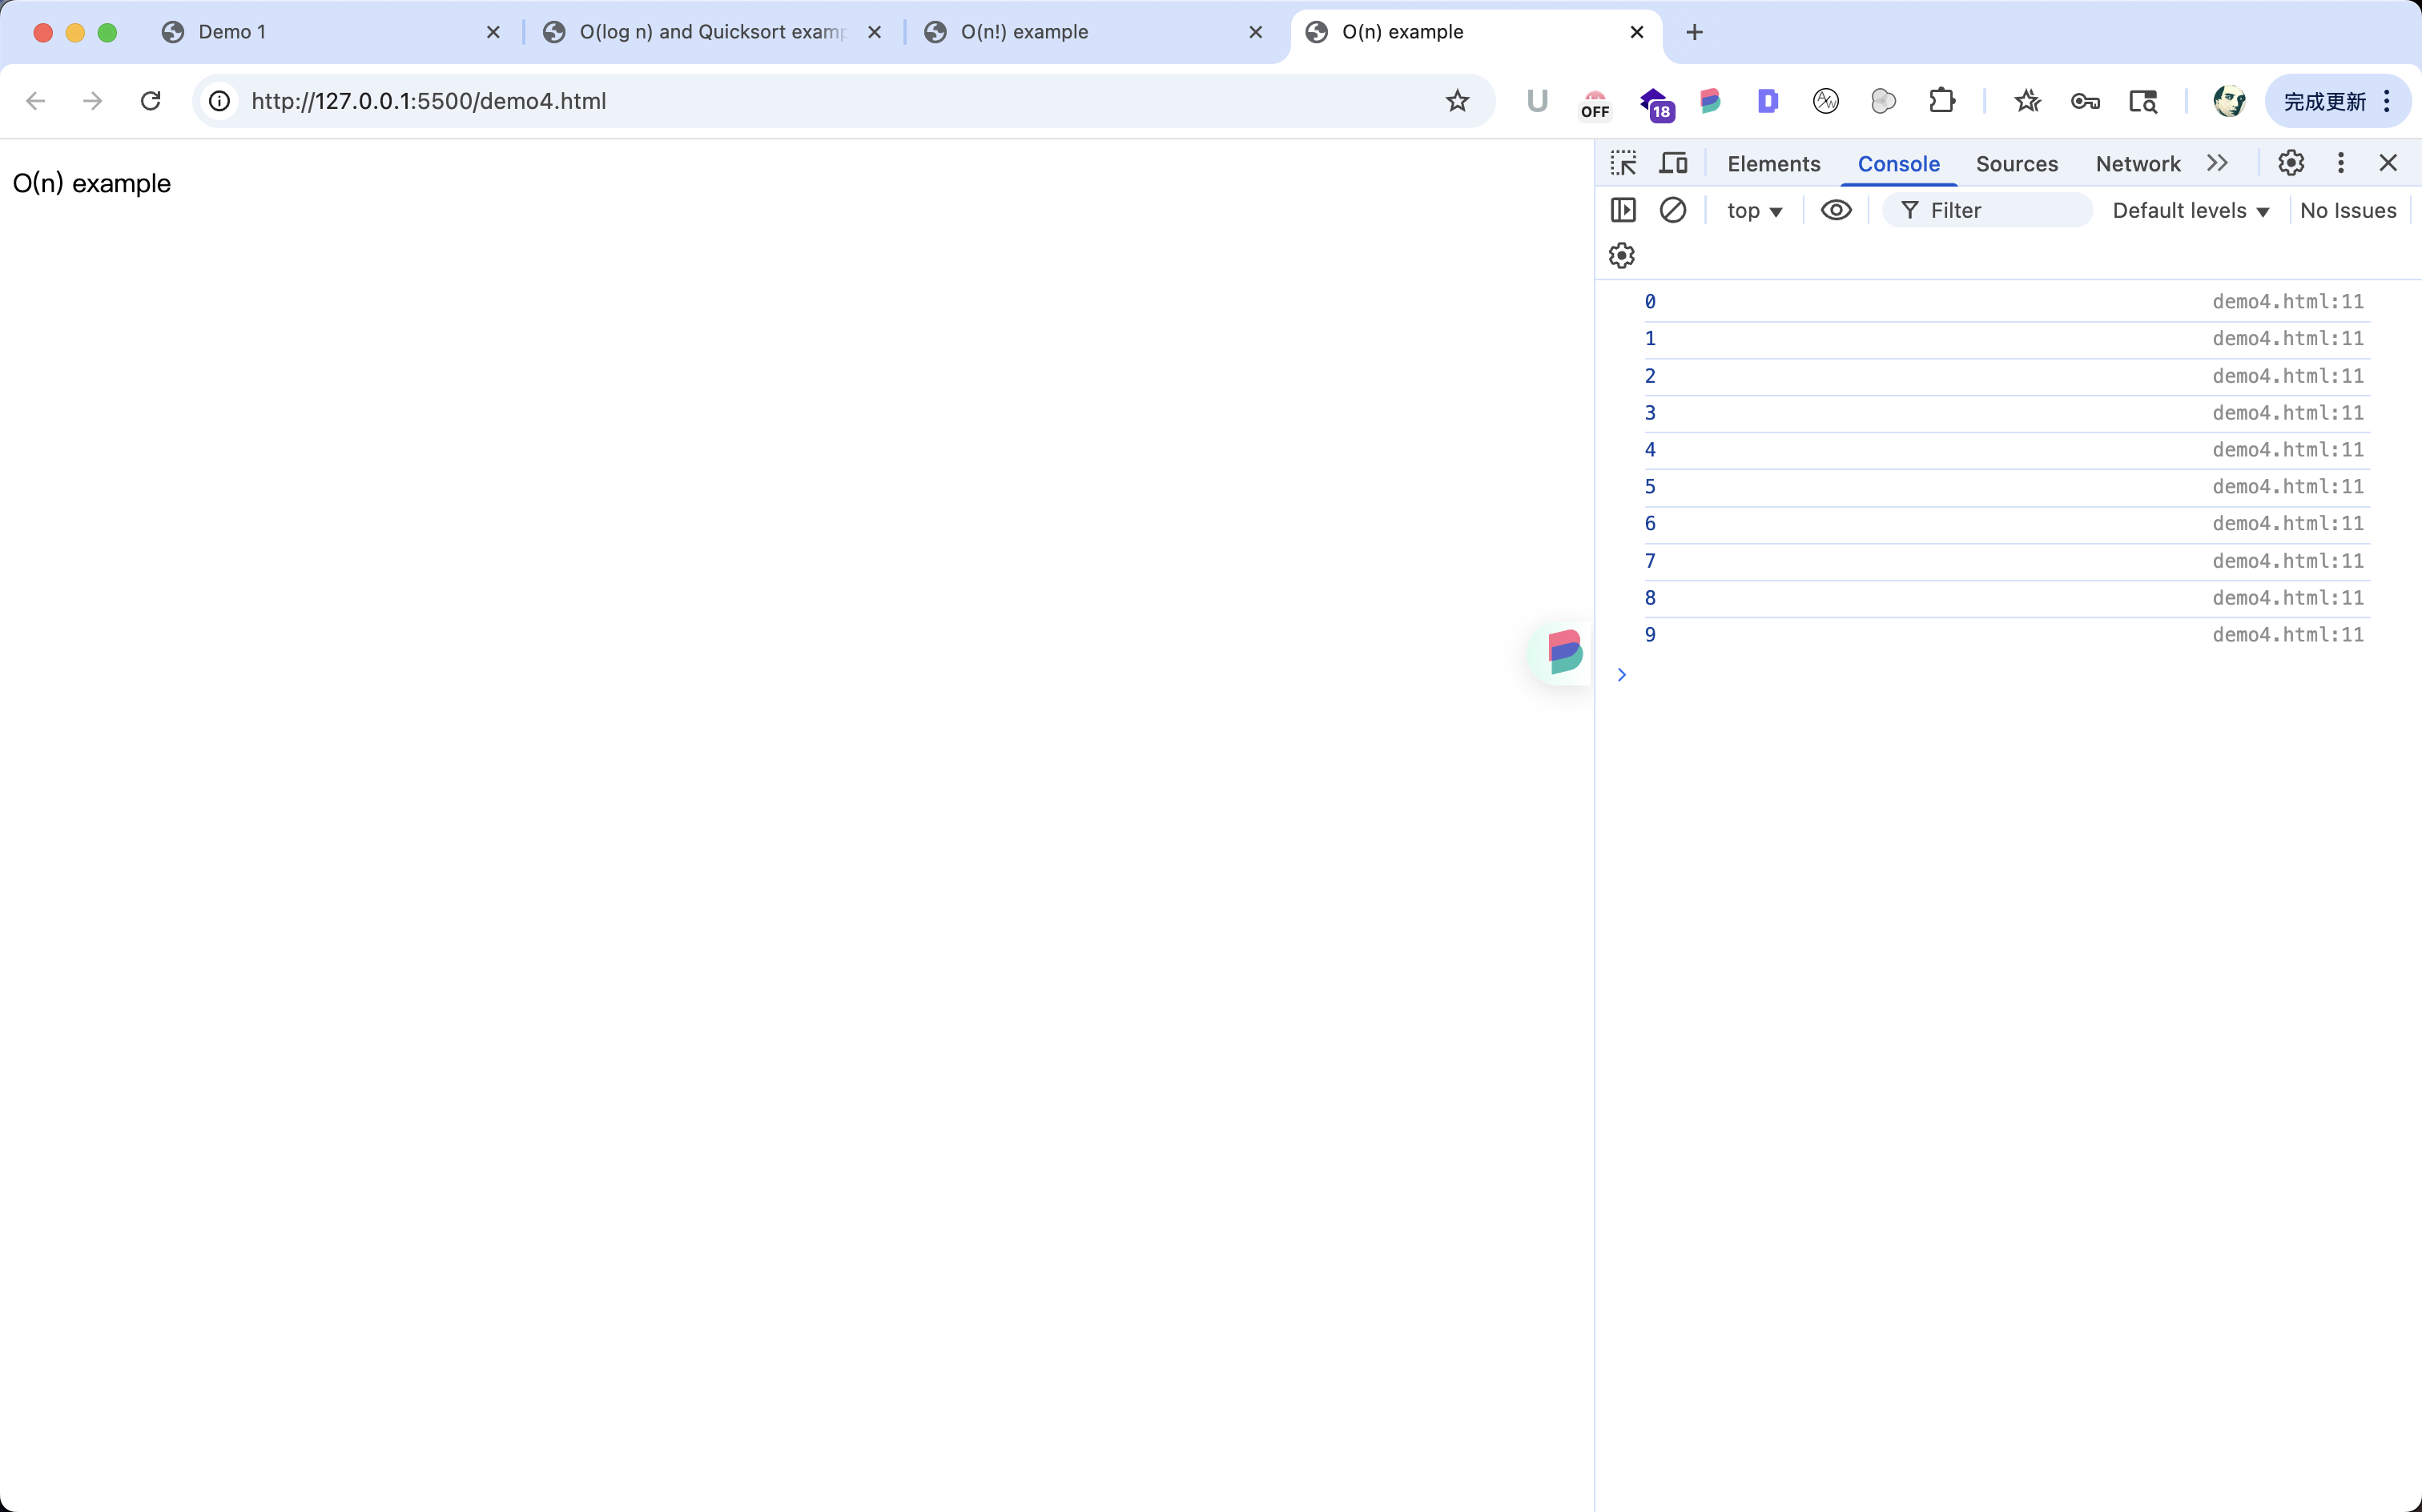 Demo 1
O(log n) and Quicksort examp
O(n!) example
O(n) example
http://127.0.0.1:5500/demo4.html
U
OFF
18
完成更新
O(n) example
Elements
Console
Sources
Network
top
Filter
Default levels
No Issues
0 demo4.html:11
1 demo4.html:11
2 demo4.html:11
3 demo4.html:11
4 demo4.html:11
5 demo4.html:11
6 demo4.html:11
7 demo4.html:11
8 demo4.html:11
9 demo4.html:11